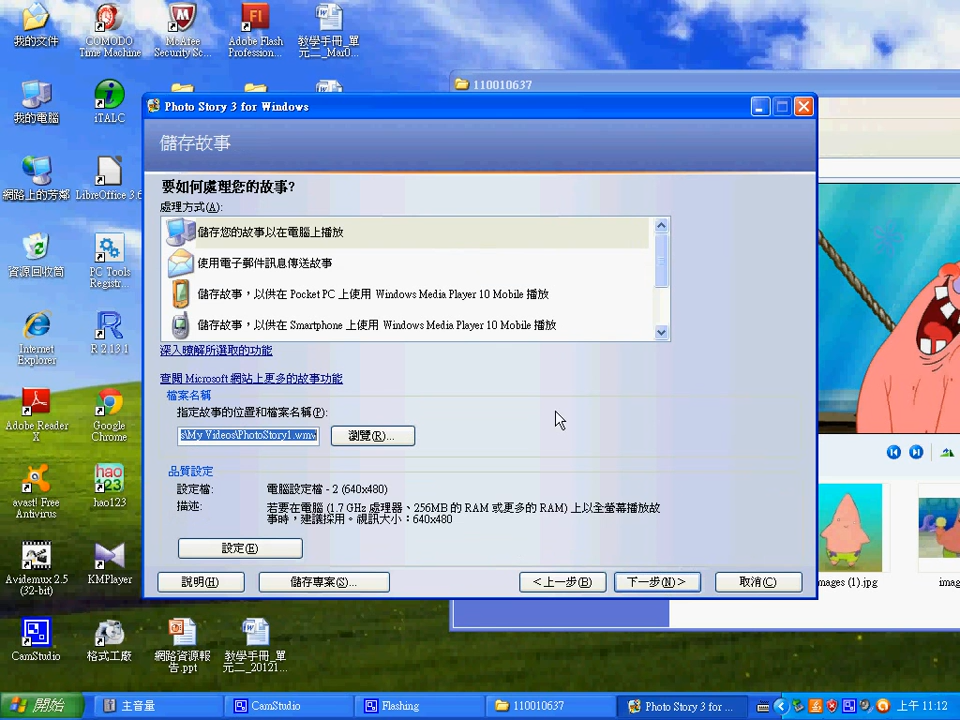 我的文件
COMODO
Time Machine
McAfee
Security Sc...
Adobe Flash
Profession...
教學手冊_單
元二_Mar0...
110010637
我的電腦
iTALC
Photo Story 3 for Windows
儲存故事
網路上的芳鄰
LibreOffice 3.6
要如何處理您的故事?
處理方式(A):
儲存您的故事以在電腦上播放
使用電子郵件訊息傳送故事
儲存故事,以供在 Pocket PC 上使用 Windows Media Player 10 Mobile 播放
儲存故事,以供在 Smartphone 上使用 Windows Media Player 10 Mobile 播放
資源回收筒
PC Tools
Registr...
深入瞭解所選取的功能
查閱 Microsoft 網站上更多的故事功能
Internet
Explorer
R 2.13.1
檔案名稱
指定故事的位置和檔案名稱(P):
s\My Videos\PhotoStory1.wmv
瀏覽(R)...
Adobe Reader
X
Google
Chrome
品質設定
設定檔:
電腦設定檔 - 2 (640x480)
描述:
若要在電腦 (1.7 GHz 處理器、256MB 的 RAM 或更多的 RAM) 上以全螢幕播放故
事時,建議採用。視訊大小:640x480
設定(E)
avast! Free
Antivirus
hao
123
hao123
說明(H)
儲存專案(S)...
<上一步(B)
下一步(N)>
取消(C)
Avidemux 2.5
(32-bit)
KMPlayer
mages (1).jpg
imag
CamStudio
格式工廠
網路資源報
告.ppt
教學手冊_單
元二_20121...
開始
主音量
CamStudio
Flashing
110010637
Photo Story 3 for ...
上午 11:12